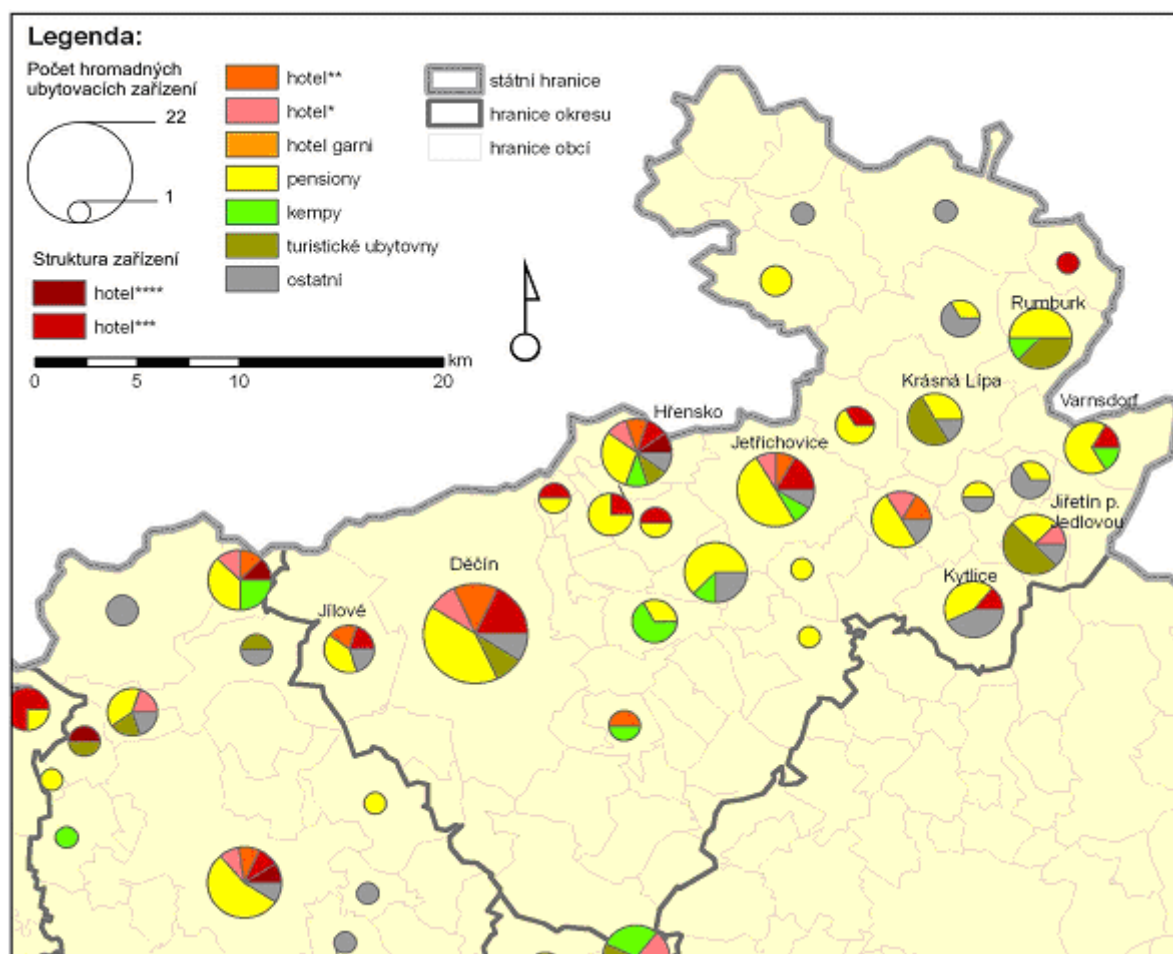 Legenda:
Počet hromadných
ubytovacích zařízení
22
1
Struktura zařízení
hotel****
hotel***
hotel**
hotel*
hotel garni
pensiony
kempy
turistické ubytovny
ostatní
státní hranice
hranice okresu
hranice obcí
km
0 5 10 20
Rumburk
Krásná Lípa
Varnsdorf
Hřensko
Jetřichovice
Jiřetín p.
Jedlovou
Děčín
Kytlice
Jílové